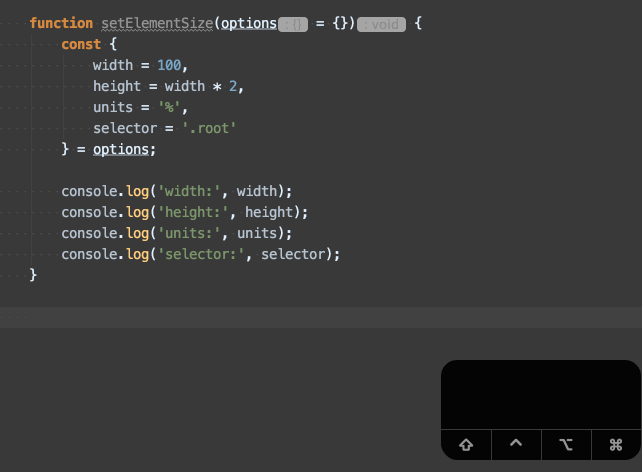 function setElementSize(options : {} = {}) : void {
const {
width = 100,
height = width * 2,
units = '%',
selector = '.root'
} = options;
console.log('width:', width);
console.log('height:', height);
console.log('units:', units);
console.log('selector:', selector);
}
⇧ ⌃ ⌥ ⌘